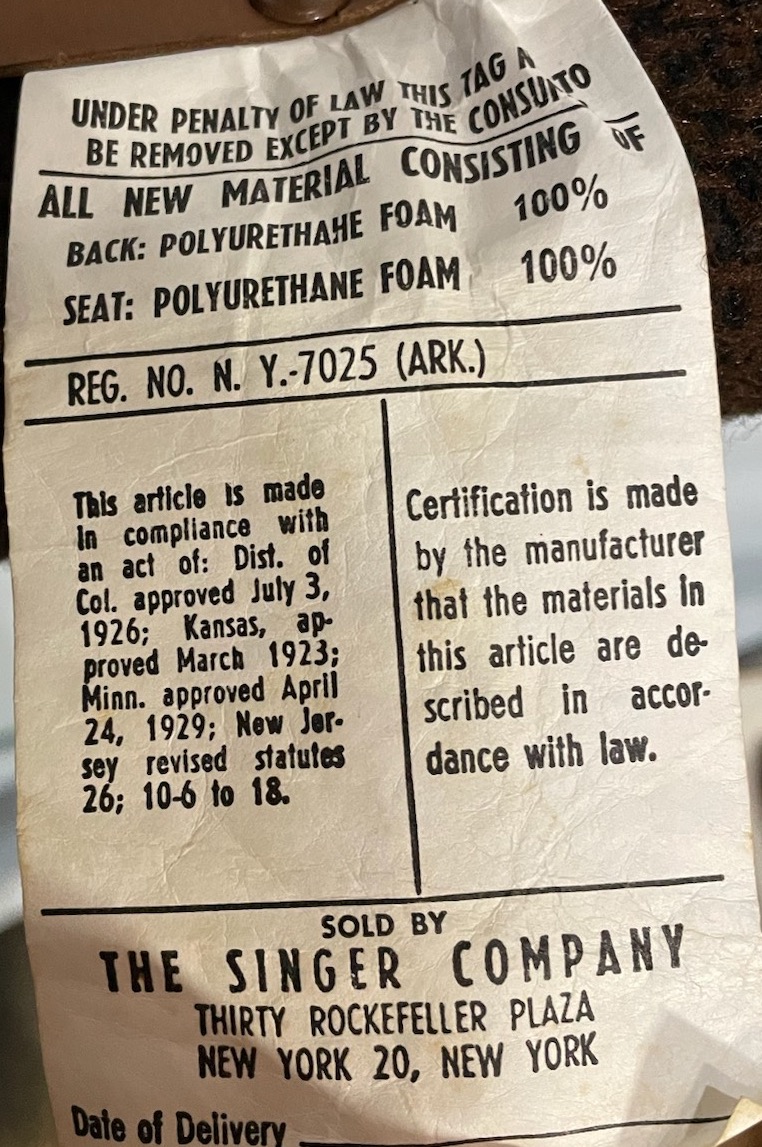 UNDER PENALTY OF LAW THIS TAG
BE REMOVED EXCEPT BY THE
ALL NEW MATERIAL CONSISTING OF
BACK: POLYURETHAHE FOAM 100%
SEAT: POLYURETHANE FOAM 100%
REG. NO. N. Y.-7025 (ARK.)
This article is made
in compliance with
an act of: Dist. of
Col. approved July 3,
1926; Kansas, ap-
proved March 1923;
Minn. approved April
24, 1929; New Jer-
sey revised statutes
26; 10-6 to 18.
Certification is made
by the manufacturer
that the materials in
this article are de-
scribed in accor-
dance with law.
SOLD BY
THE SINGER COMPANY
THIRTY ROCKEFELLER PLAZA
NEW YORK 20, NEW YORK
Date of Delivery